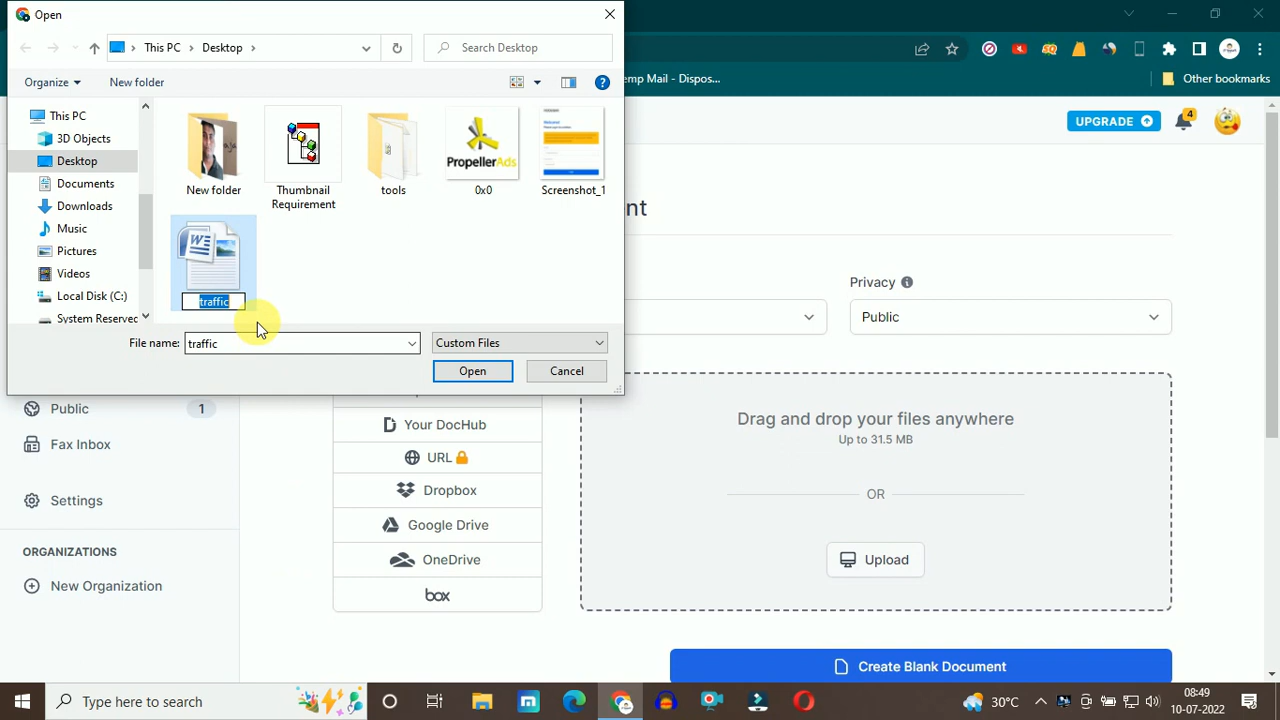 Open
This PC
Desktop
Search Desktop
emp Mail - Dispos...
Other bookmarks
Organize
New folder
This PC
3D Objects
Desktop
Documents
Downloads
Music
Pictures
Videos
Local Disk (C:)
System Reserved
New folder
Thumbnail
Requirement
tools
PropellerAds
0x0
Screenshot_1
traffic
File name:
traffic
Custom Files
Open
Cancel
UPGRADE
4
nt
Privacy
Public
Public
1
Fax Inbox
Settings
ORGANIZATIONS
New Organization
Your DocHub
URL
Dropbox
Google Drive
OneDrive
box
Drag and drop your files anywhere
Up to 31.5 MB
OR
Upload
Create Blank Document
Type here to search
30°C
08:49
10-07-2022